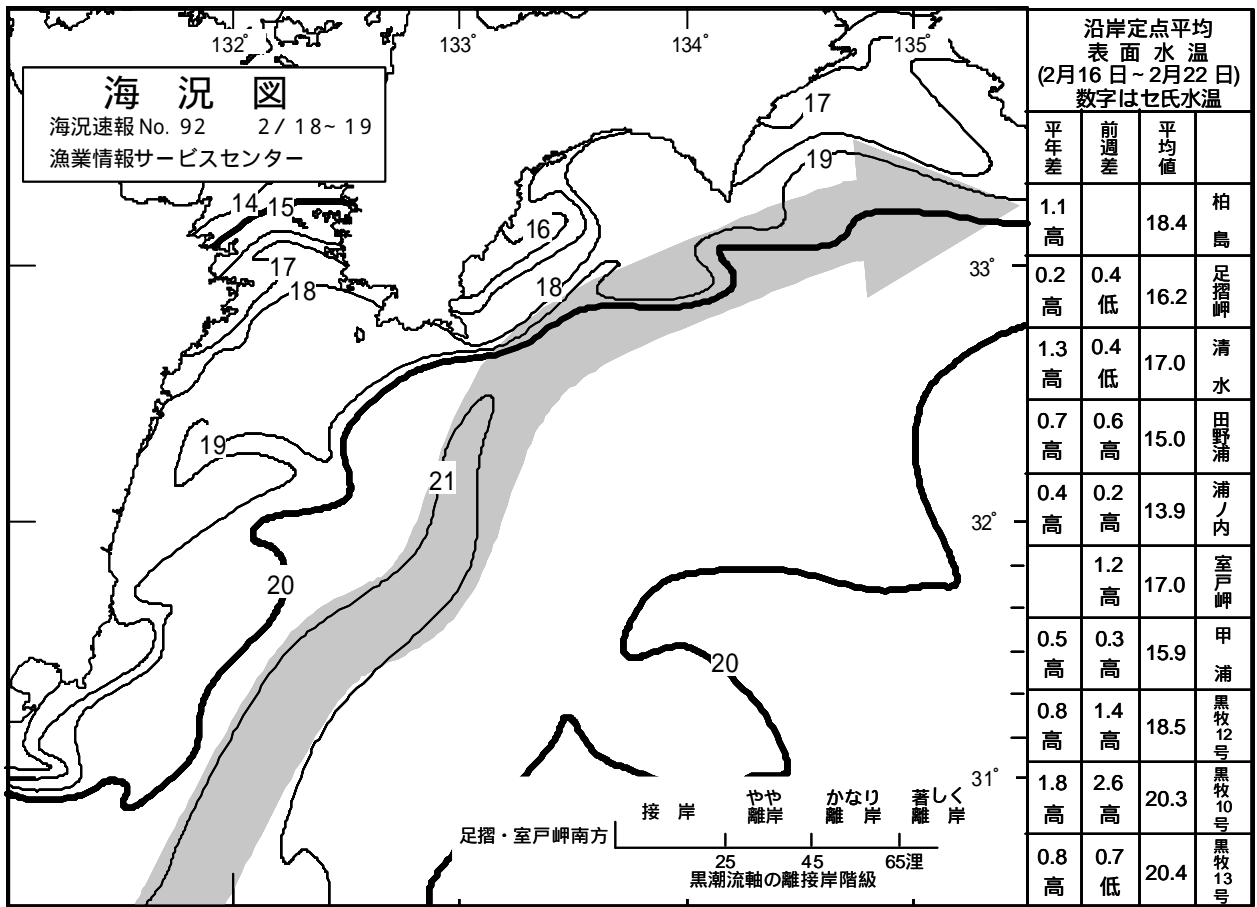 132°
133°
134°
135°
海 況 図
海況速報 No. 92 2/ 18~ 19
漁業情報サービスセンター
14
15
17
18
16
18
17
19
19
21
20
20
33°
32°
31°
接 岸
やや
離岸
かなり
離 岸
著しく
離 岸
足摺・室戸岬南方
25
45
65浬
黒潮流軸の離接岸階級
沿岸定点平均
表 面 水 温
(2月16 日 ~ 2月22 日)
数字はセ氏水温
平年差 前週差 平均値
1.1 高 18.4 柏島
0.2 高 0.4 低 16.2 足摺岬
1.3 高 0.4 低 17.0 清水
0.7 高 0.6 高 15.0 田野浦
0.4 高 0.2 高 13.9 浦ノ内
1.2 高 17.0 室戸岬
0.5 高 0.3 高 15.9 甲浦
0.8 高 1.4 高 18.5 黒牧12号
1.8 高 2.6 高 20.3 黒牧10号
0.8 高 0.7 低 20.4 黒牧13号